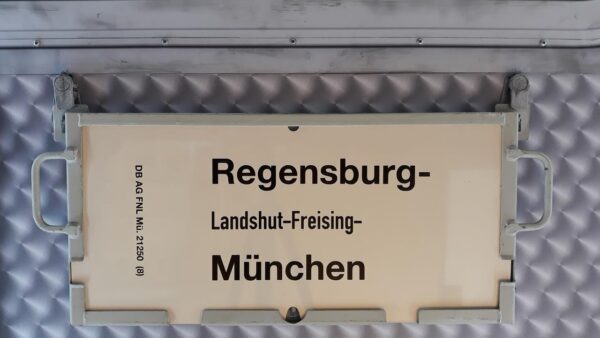 Regensburg-
Landshut-Freising-
München
DB AG FNL Mü. 21250 (8)